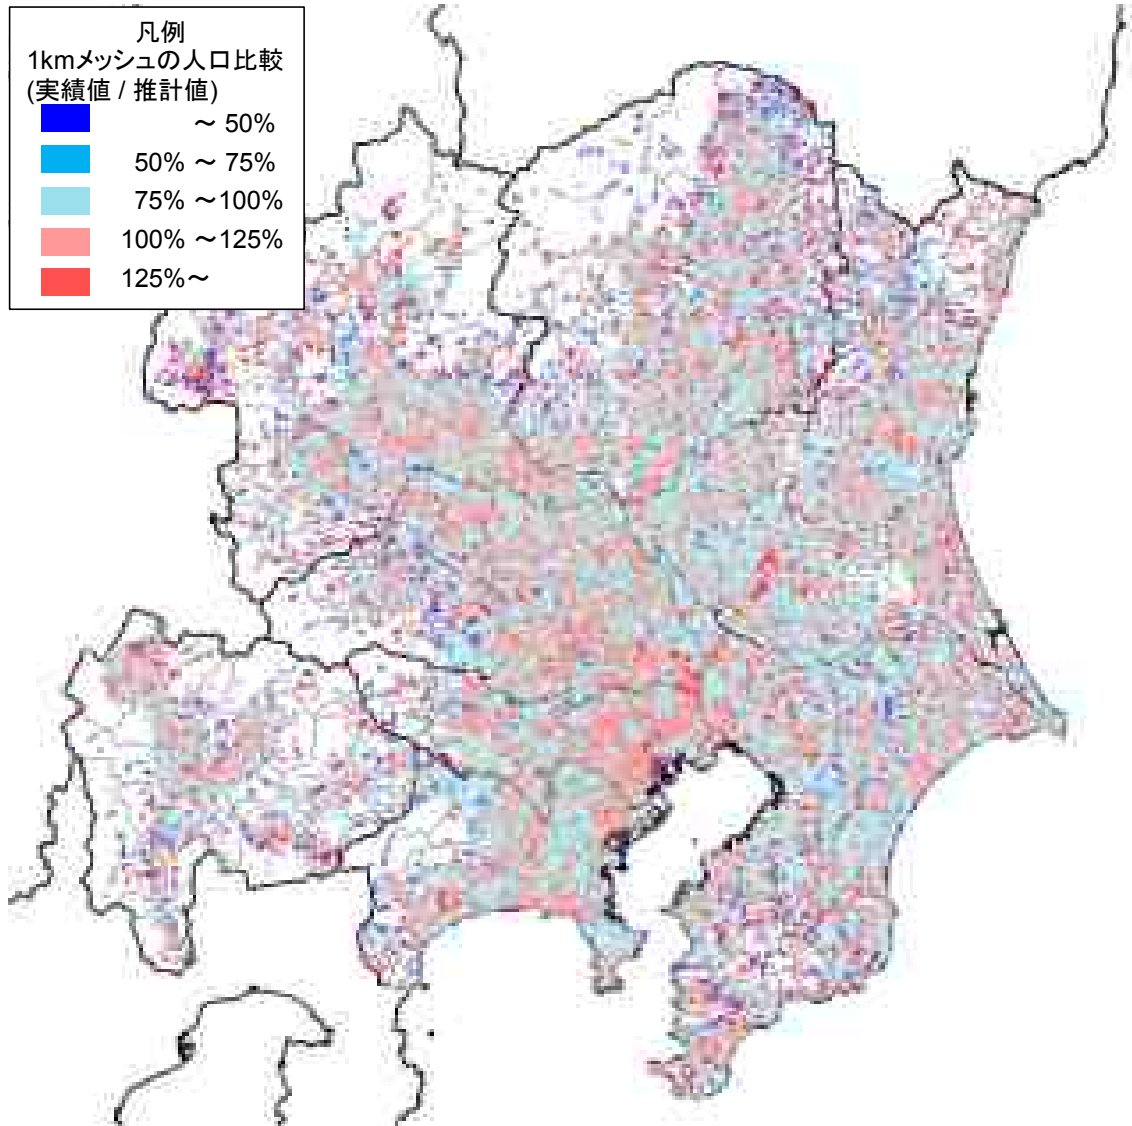 凡例
1kmメッシュの人口比較
(実績値 / 推計値)
～ 50%
50% ～ 75%
75% ～100%
100% ～125%
125%～